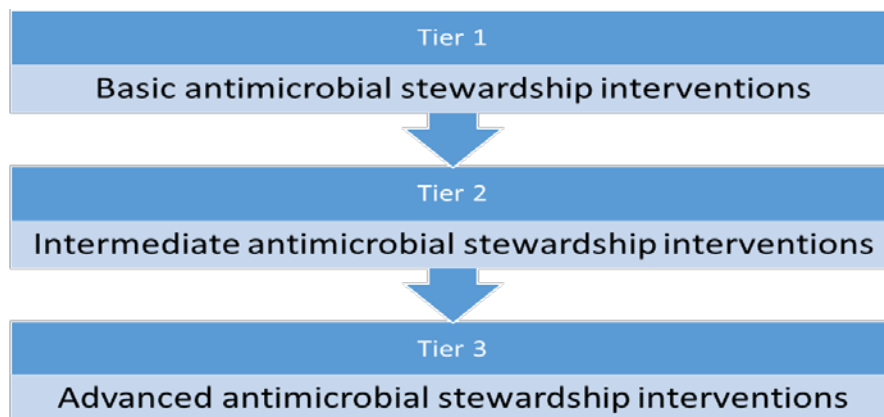 Tier 1
Basic antimicrobial stewardship interventions
Tier 2
Intermediate antimicrobial stewardship interventions
Tier 3
Advanced antimicrobial stewardship interventions